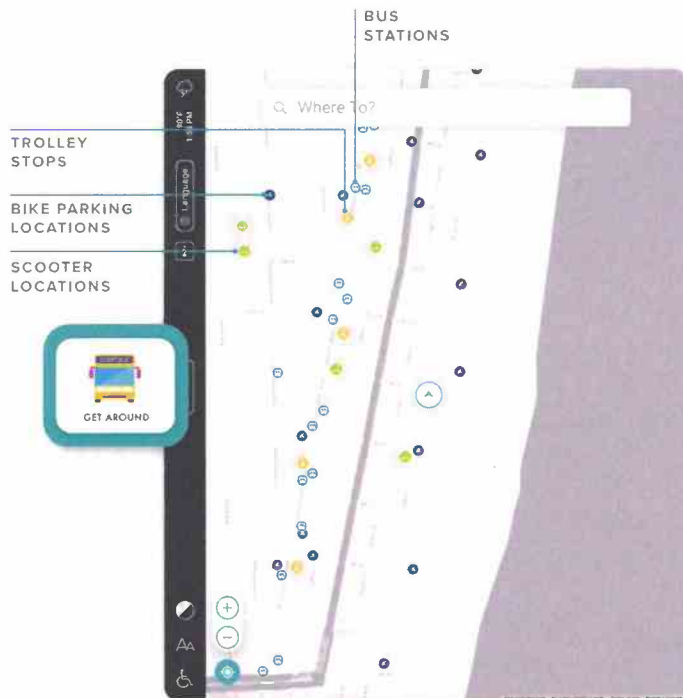 BUS
STATIONS
Where To?
TROLLEY
STOPS
BIKE PARKING
LOCATIONS
SCOOTER
LOCATIONS
Language
GET AROUND
AA